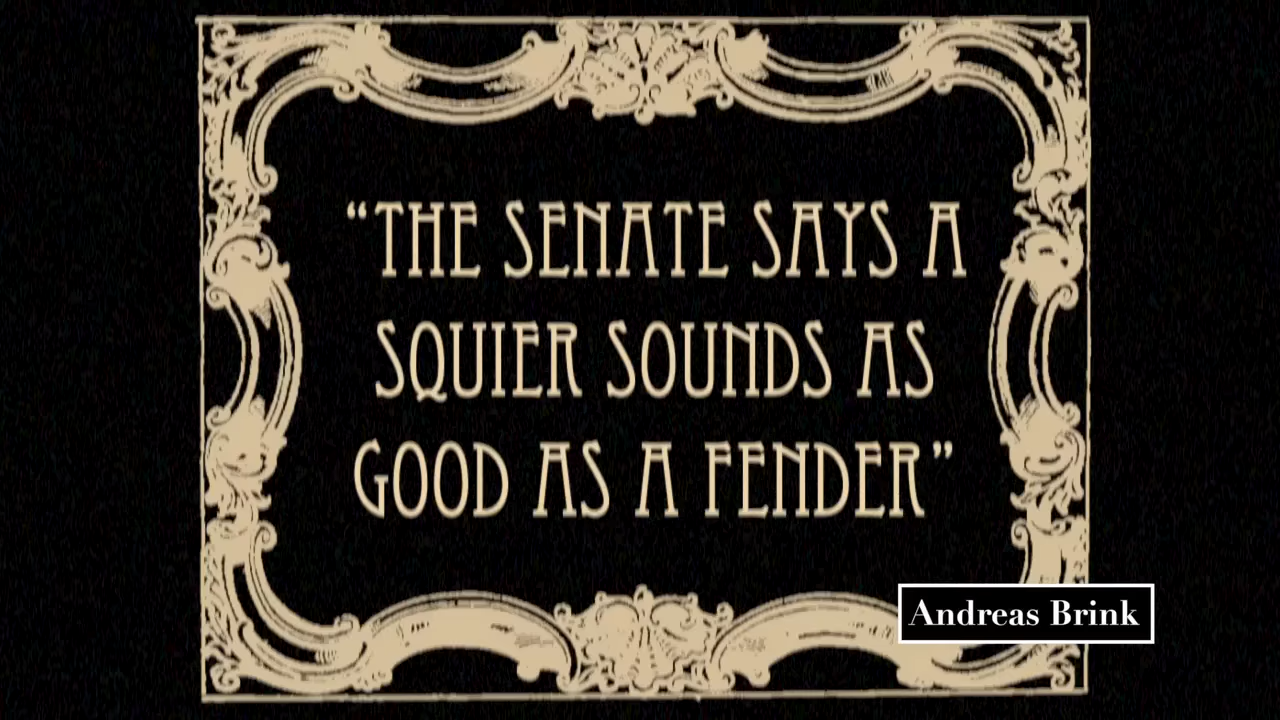 “THE SENATE SAYS A
SQUIER SOUNDS AS
GOOD AS A FENDER”
Andreas Brink